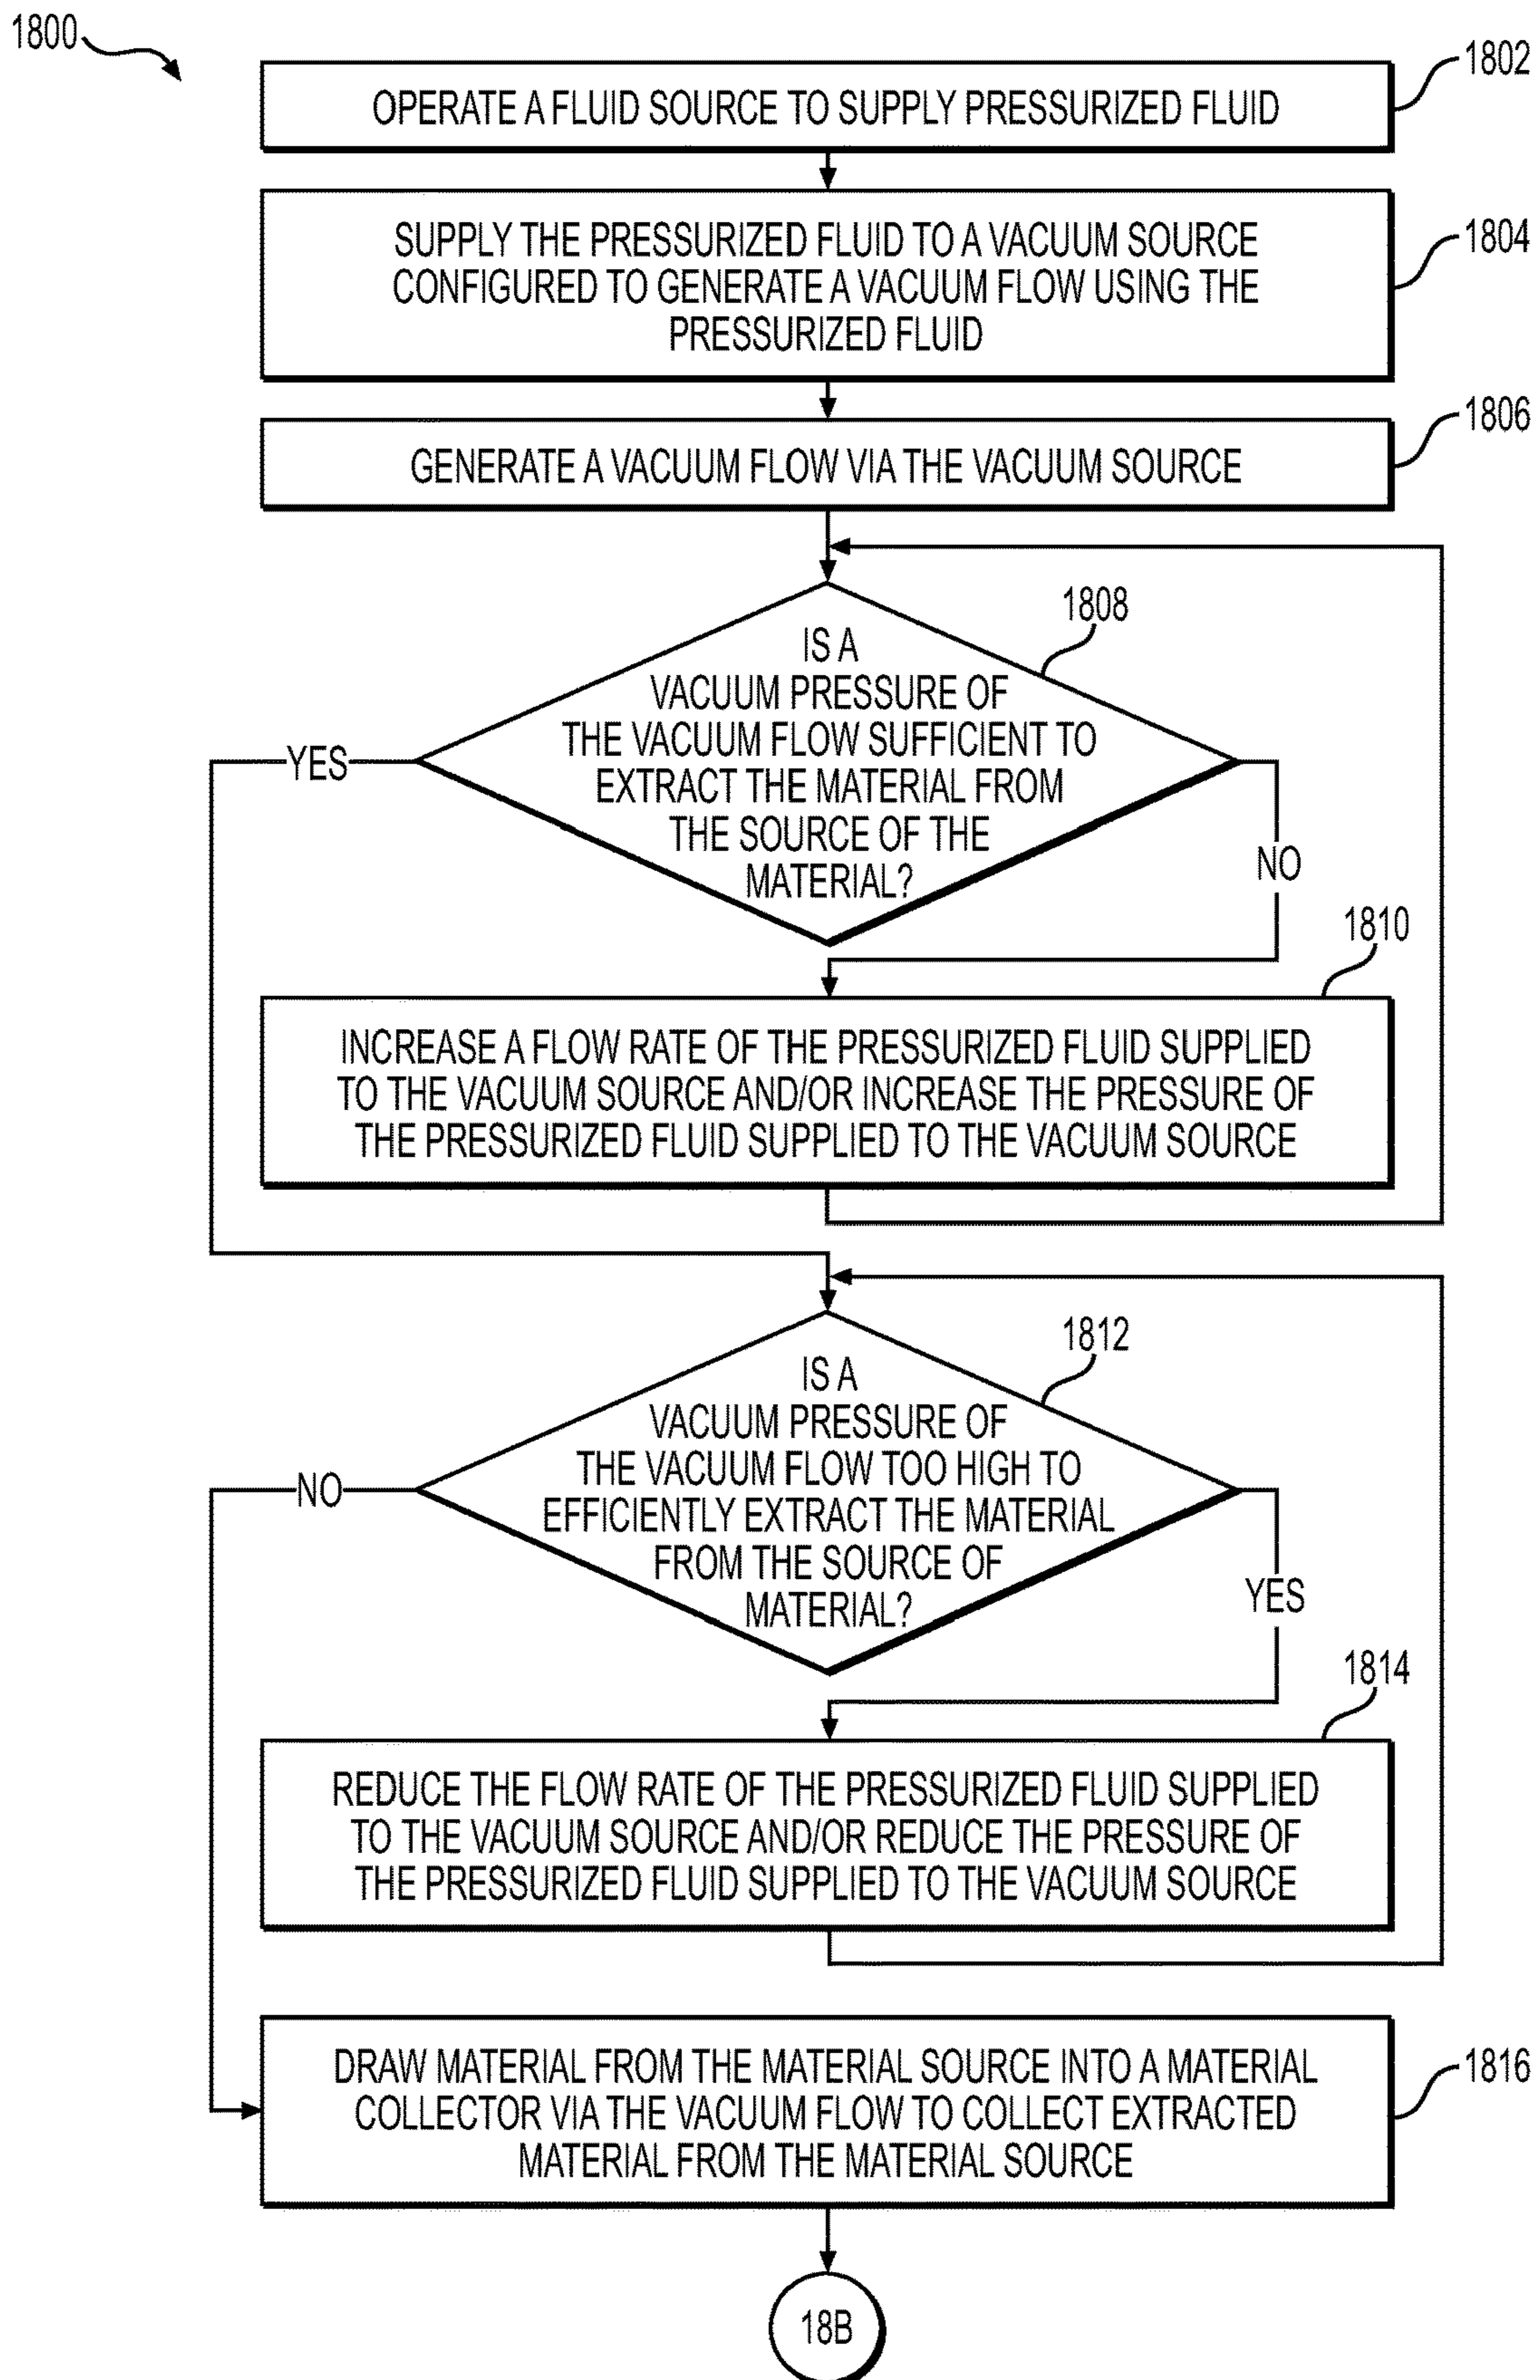 1800
1802
OPERATE A FLUID SOURCE TO SUPPLY PRESSURIZED FLUID
1804
SUPPLY THE PRESSURIZED FLUID TO A VACUUM SOURCE
CONFIGURED TO GENERATE A VACUUM FLOW USING THE
PRESSURIZED FLUID
1806
GENERATE A VACUUM FLOW VIA THE VACUUM SOURCE
1808
IS A
VACUUM PRESSURE OF
THE VACUUM FLOW SUFFICIENT TO
EXTRACT THE MATERIAL FROM
THE SOURCE OF THE
MATERIAL?
YES
NO
1810
INCREASE A FLOW RATE OF THE PRESSURIZED FLUID SUPPLIED
TO THE VACUUM SOURCE AND/OR INCREASE THE PRESSURE OF
THE PRESSURIZED FLUID SUPPLIED TO THE VACUUM SOURCE
1812
IS A
VACUUM PRESSURE OF
THE VACUUM FLOW TOO HIGH TO
EFFICIENTLY EXTRACT THE MATERIAL
FROM THE SOURCE OF
MATERIAL?
NO
YES
1814
REDUCE THE FLOW RATE OF THE PRESSURIZED FLUID SUPPLIED
TO THE VACUUM SOURCE AND/OR REDUCE THE PRESSURE OF
THE PRESSURIZED FLUID SUPPLIED TO THE VACUUM SOURCE
1816
DRAW MATERIAL FROM THE MATERIAL SOURCE INTO A MATERIAL
COLLECTOR VIA THE VACUUM FLOW TO COLLECT EXTRACTED
MATERIAL FROM THE MATERIAL SOURCE
18B